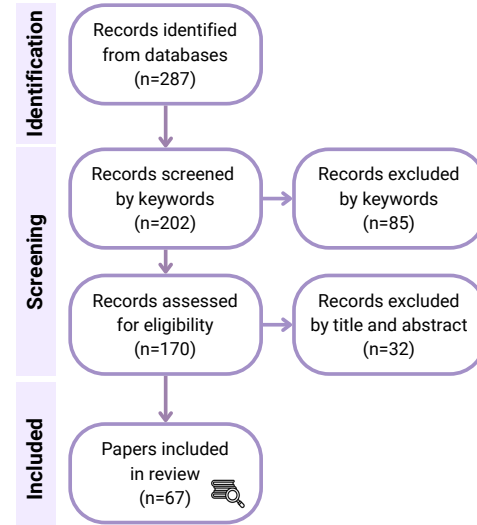 Identification
Records identified
from databases
(n=287)
Screening
Records screened
by keywords
(n=202)
Records excluded
by keywords
(n=85)
Records assessed
for eligibility
(n=170)
Records excluded
by title and abstract
(n=32)
Included
Papers included
in review
(n=67)